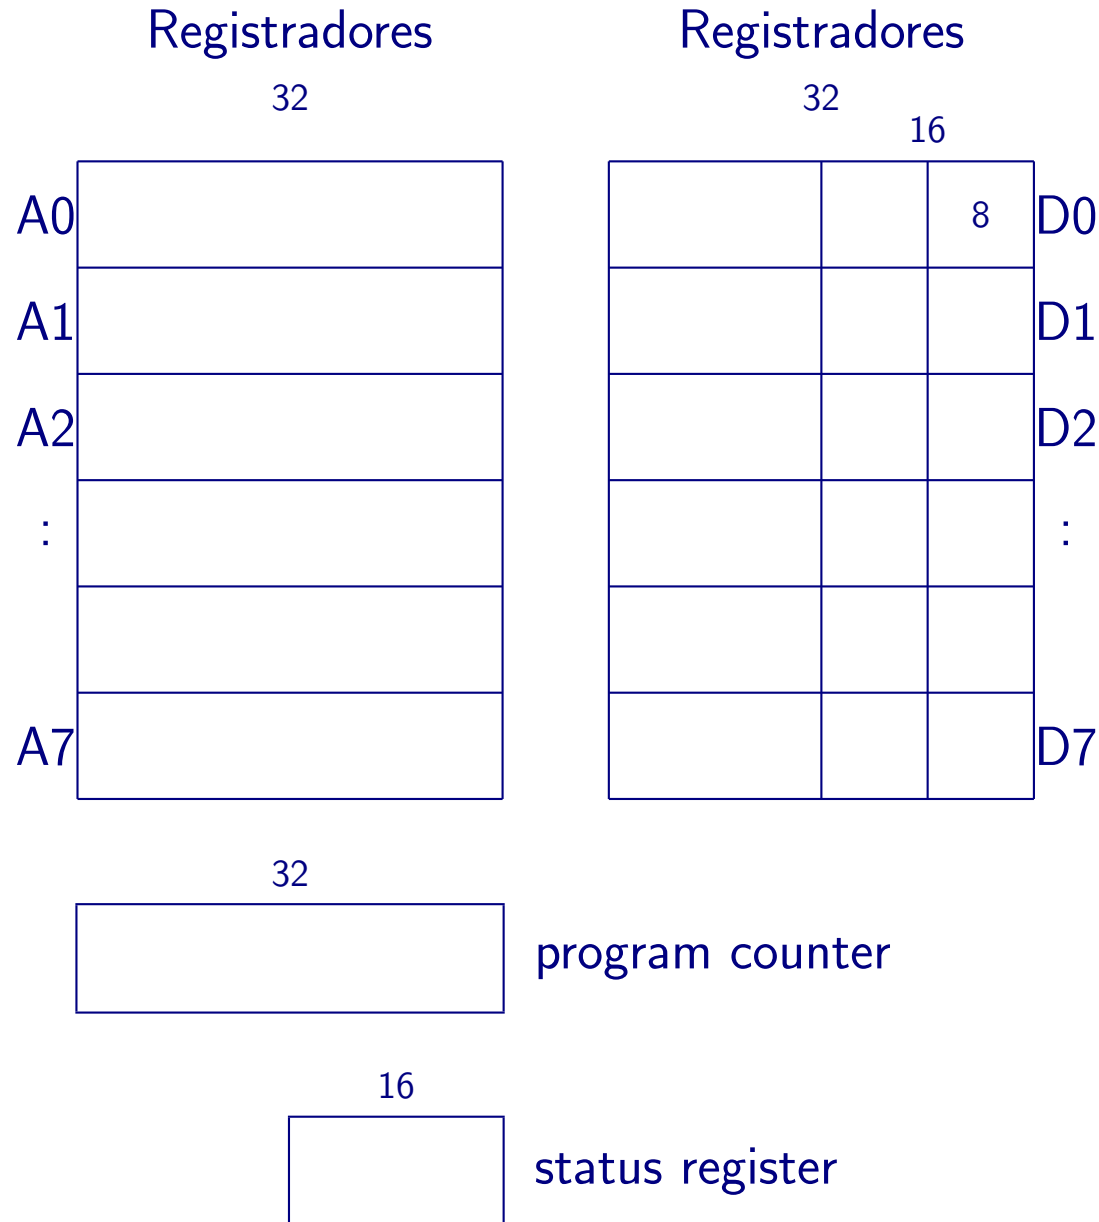 Registradores Registradores
32 32
16
A0 8 D0
A1 D1
A2 D2
: :
A7 D7
32
program counter
16
status register